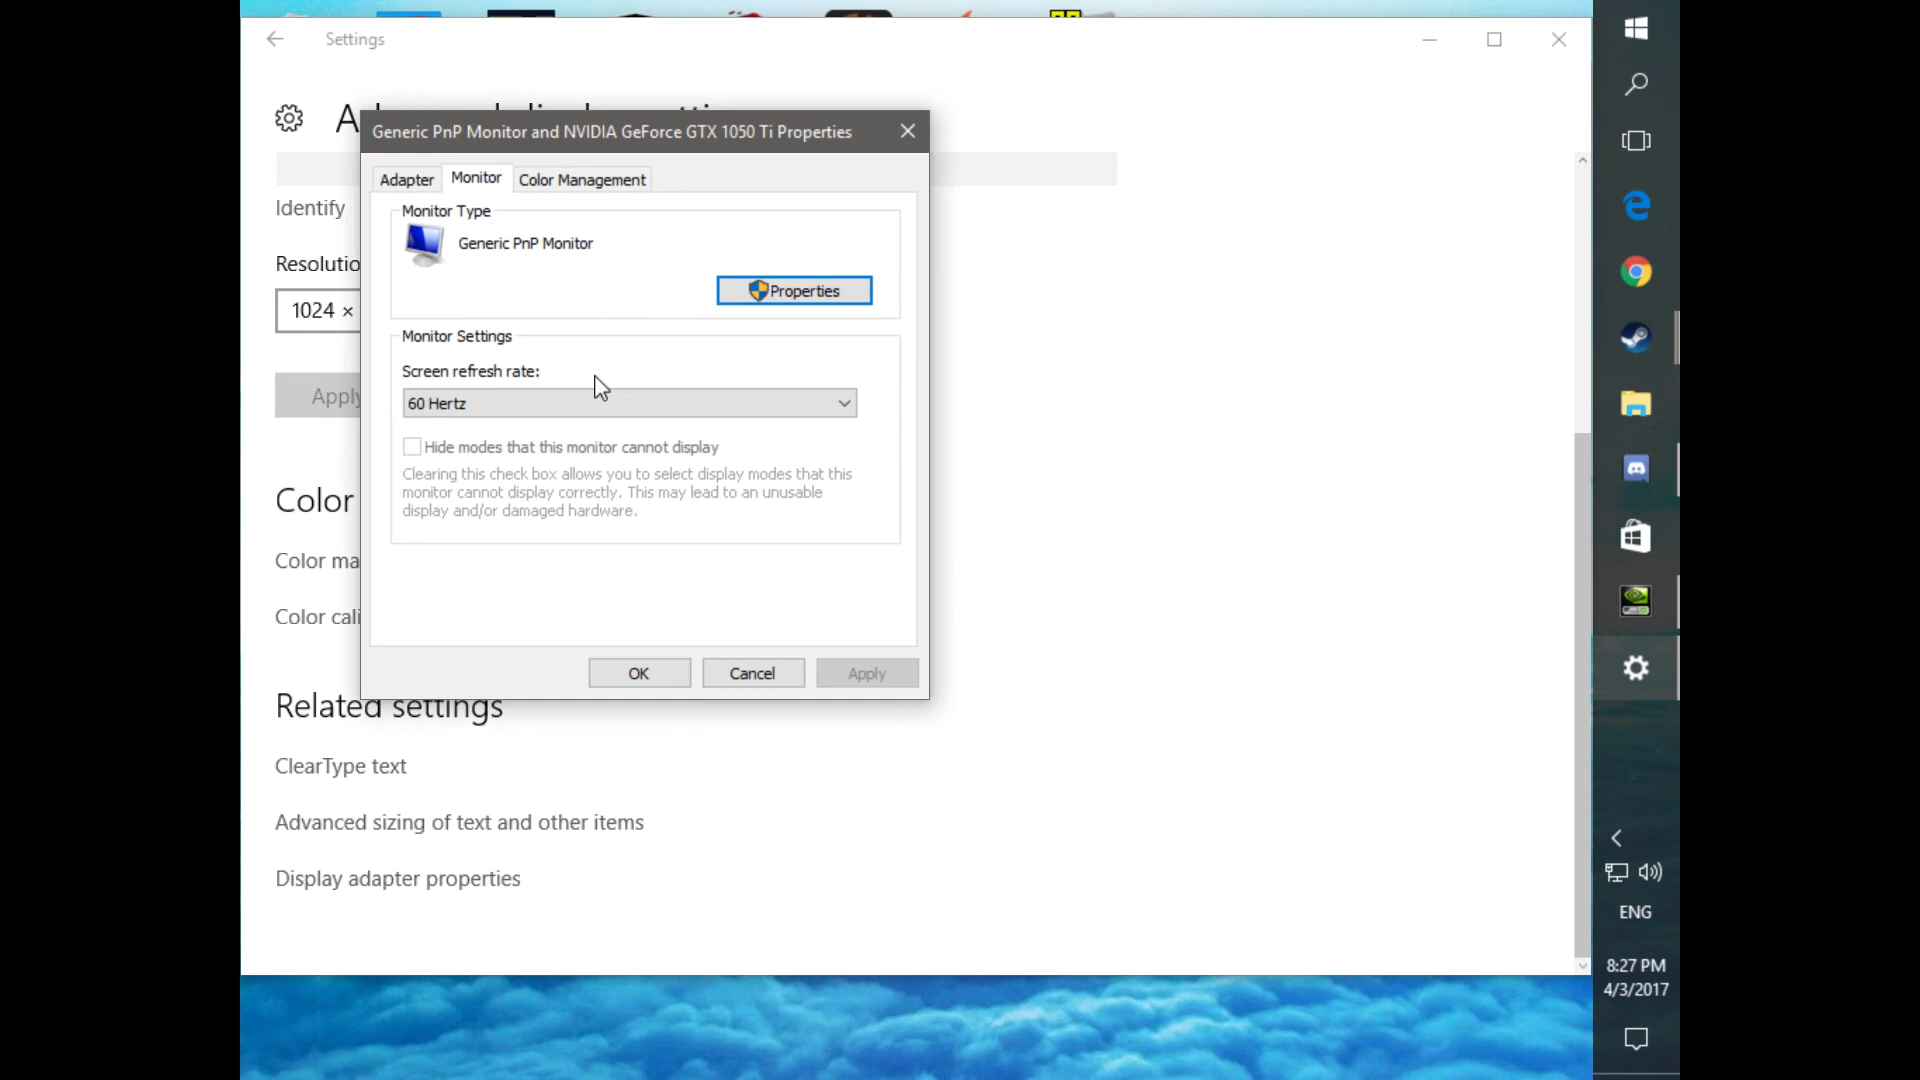 Settings
Generic PnP Monitor and NVIDIA GeForce GTX 1050 Ti Properties
Adapter
Monitor
Color Management
Identify
Monitor Type
Generic PnP Monitor
Properties
Resolutio
1024 ×
Monitor Settings
Screen refresh rate:
60 Hertz
Apply
Hide modes that this monitor cannot display
Clearing this check box allows you to select display modes that this
monitor cannot display correctly. This may lead to an unusable
display and/or damaged hardware.
Color
Color ma
Color cali
OK
Cancel
Apply
Related settings
ClearType text
Advanced sizing of text and other items
Display adapter properties
ENG
8:27 PM
4/3/2017